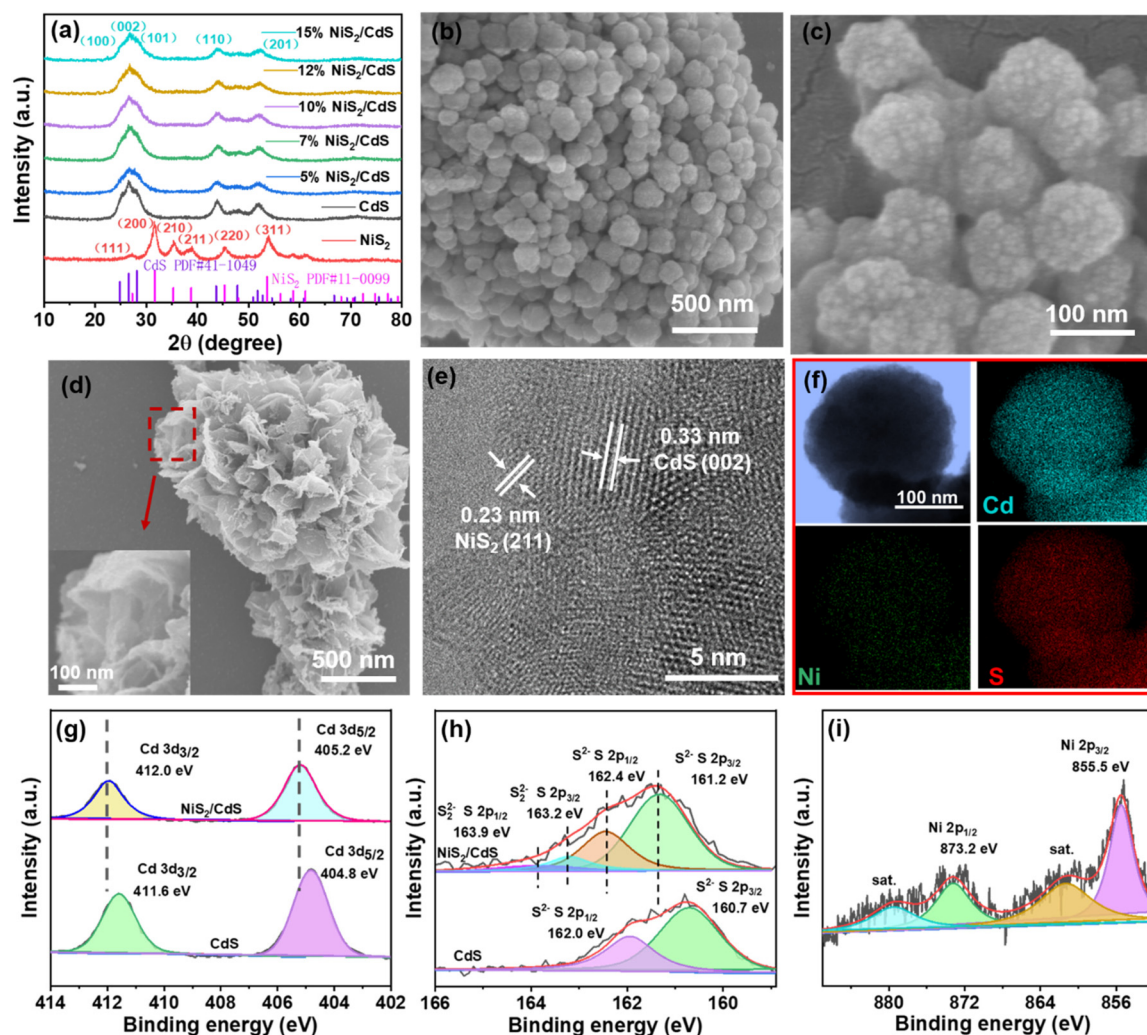 (a)
(002)
(100)
(101)
(110)
(201)
15% NiS₂/CdS
12% NiS₂/CdS
10% NiS₂/CdS
7% NiS₂/CdS
5% NiS₂/CdS
CdS
(200)
(210)
(111)
(211)
(220)
(311)
NiS₂
CdS PDF#41-1049
NiS₂ PDF#11-0099
Intensity (a.u.)
10 20 30 40 50 60 70 80
2θ (degree)
(b)
500 nm
(c)
100 nm
(d)
100 nm
500 nm
(e)
0.33 nm
CdS (002)
0.23 nm
NiS₂ (211)
5 nm
(f)
100 nm
Cd
Ni
S
(g)
Cd 3d₃/₂
412.0 eV
Cd 3d₅/₂
405.2 eV
NiS₂/CdS
Cd 3d₃/₂
411.6 eV
Cd 3d₅/₂
404.8 eV
CdS
Intensity (a.u.)
414 412 410 408 406 404 402
Binding energy (eV)
(h)
S²⁻ S 2p₁/₂
162.4 eV
S²⁻ S 2p₃/₂
161.2 eV
S₂²⁻ S 2p₃/₂
163.2 eV
S₂²⁻ S 2p₁/₂
163.9 eV
NiS₂/CdS
S²⁻ S 2p₃/₂
160.7 eV
S²⁻ S 2p₁/₂
162.0 eV
CdS
Intensity (a.u.)
166 164 162 160
Binding energy (eV)
(i)
Ni 2p₃/₂
855.5 eV
Ni 2p₁/₂
873.2 eV
sat.
sat.
Intensity (a.u.)
880 872 864 856
Binding energy (eV)